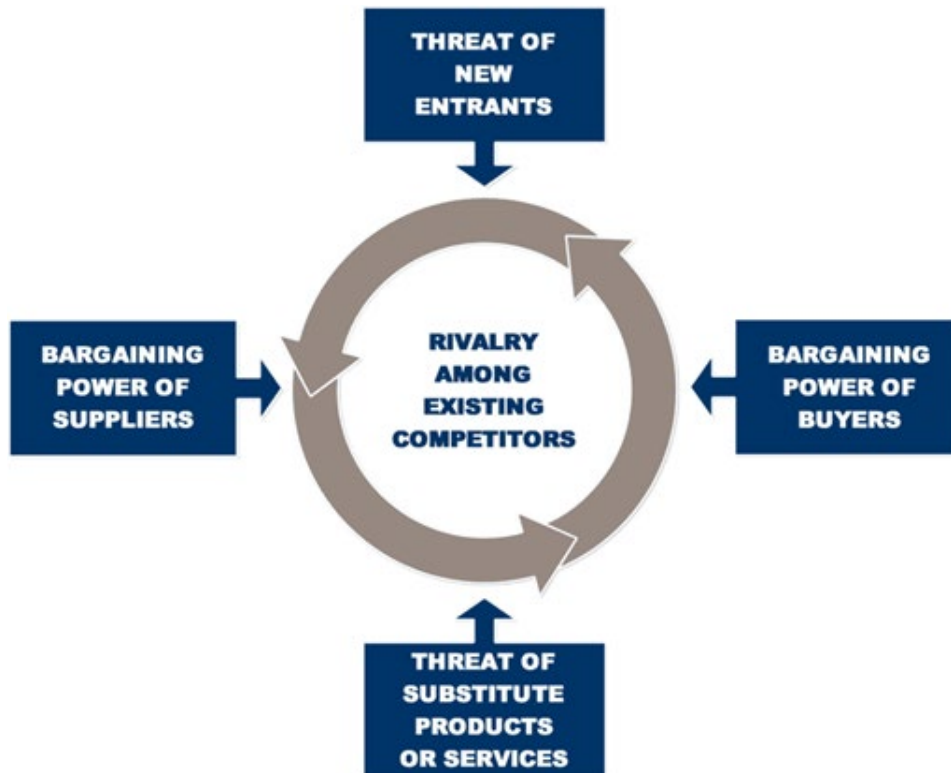 THREAT OF
NEW
ENTRANTS
BARGAINING
POWER OF
SUPPLIERS
RIVALRY
AMONG
EXISTING
COMPETITORS
BARGAINING
POWER OF
BUYERS
THREAT OF
SUBSTITUTE
PRODUCTS
OR SERVICES